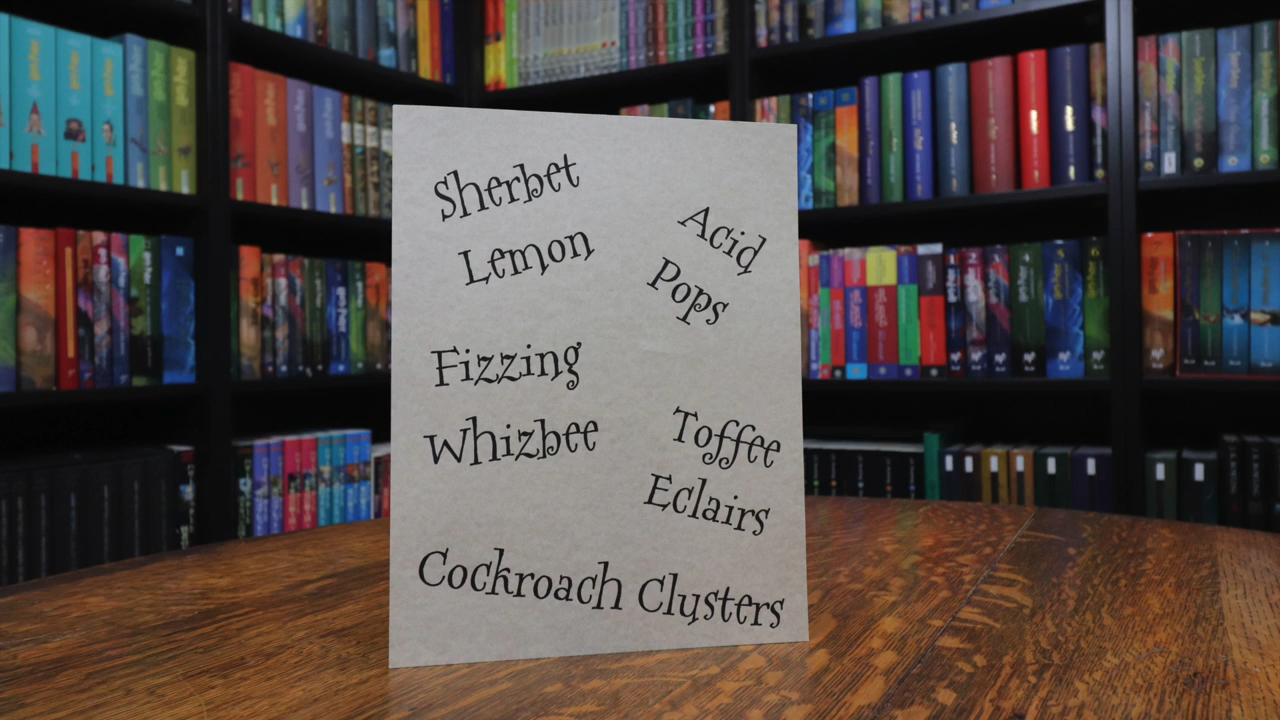 Sherbet
Lemon
Acid
Pops
Fizzing
Whizbee
Toffee
Eclairs
Cockroach Clusters